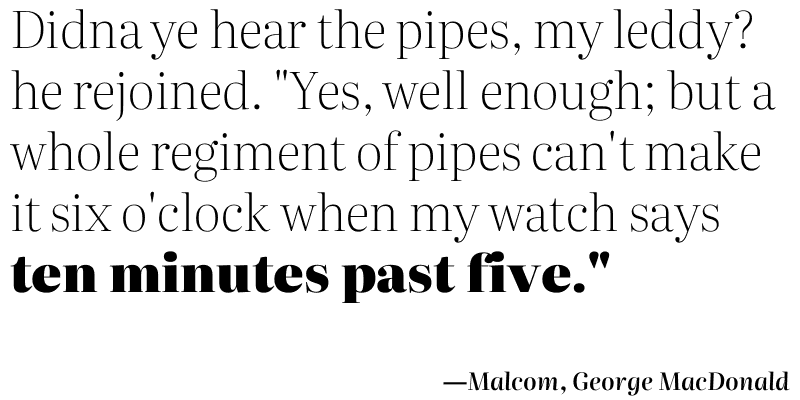 Didna ye hear the pipes, my leddy?
he rejoined. "Yes, well enough; but a
whole regiment of pipes can't make
it six o'clock when my watch says
ten minutes past five."
—Malcom, George MacDonald